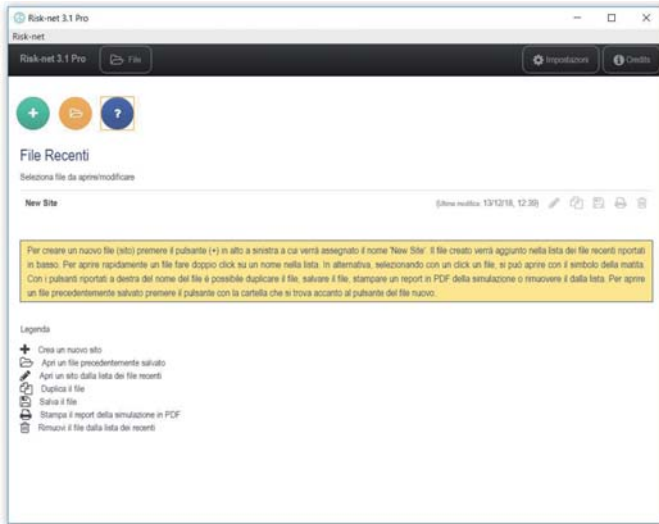 Risk-net 3.1 Pro
Risk-net
Risk-net 3.1 Pro File Impostazioni Credits
+ ?
File Recenti
Seleziona file da aprire/modificare
New Site (Ultima modifica: 13/12/18, 12:39)
Per creare un nuovo file (sito) premere il pulsante (+) in alto a sinistra a cui verrà assegnato il nome 'New Site'. Il file creato verrà aggiunto nella lista dei file recenti riportati
in basso. Per aprire rapidamente un file fare doppio click su un nome nella lista. In alternativa, selezionando con un click un file, si può aprire con il simbolo della matita.
Con i pulsanti riportati a destra del nome del file è possibile duplicare il file, salvare il file, stampare un report in PDF della simulazione o rimuovere il dalla lista. Per aprire
un file precedentemente salvato premere il pulsante con la cartella che si trova accanto al pulsante del file nuovo.
Legenda
Crea un nuovo sito
Apri un file precedentemente salvato
Apri un sito dalla lista dei file recenti
Duplica il file
Salva il file
Stampa il report della simulazione in PDF
Rimuovi il file dalla lista dei recenti